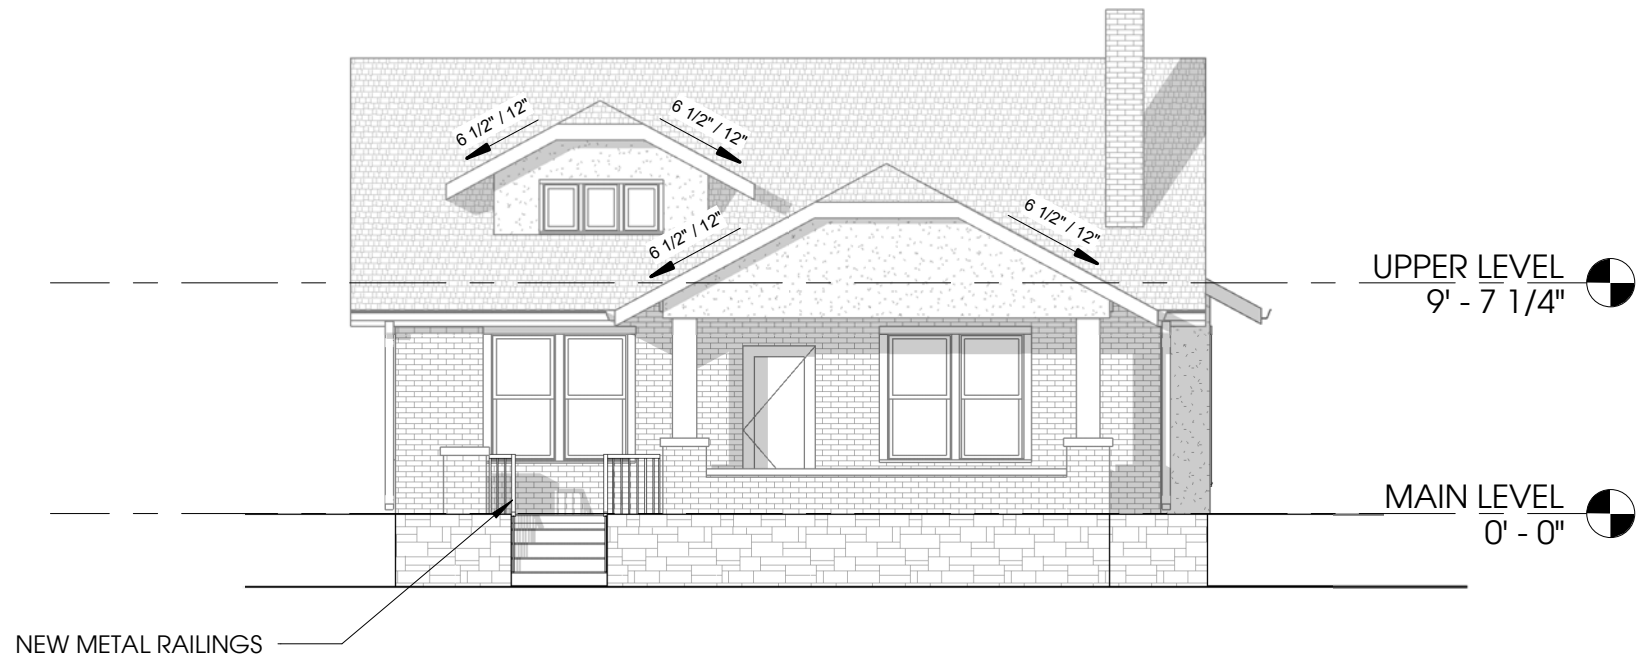 6 1/2" / 12"
6 1/2" / 12"
6 1/2" / 12"
6 1/2" / 12"
UPPER LEVEL
9' - 7 1/4"
MAIN LEVEL
0' - 0"
NEW METAL RAILINGS